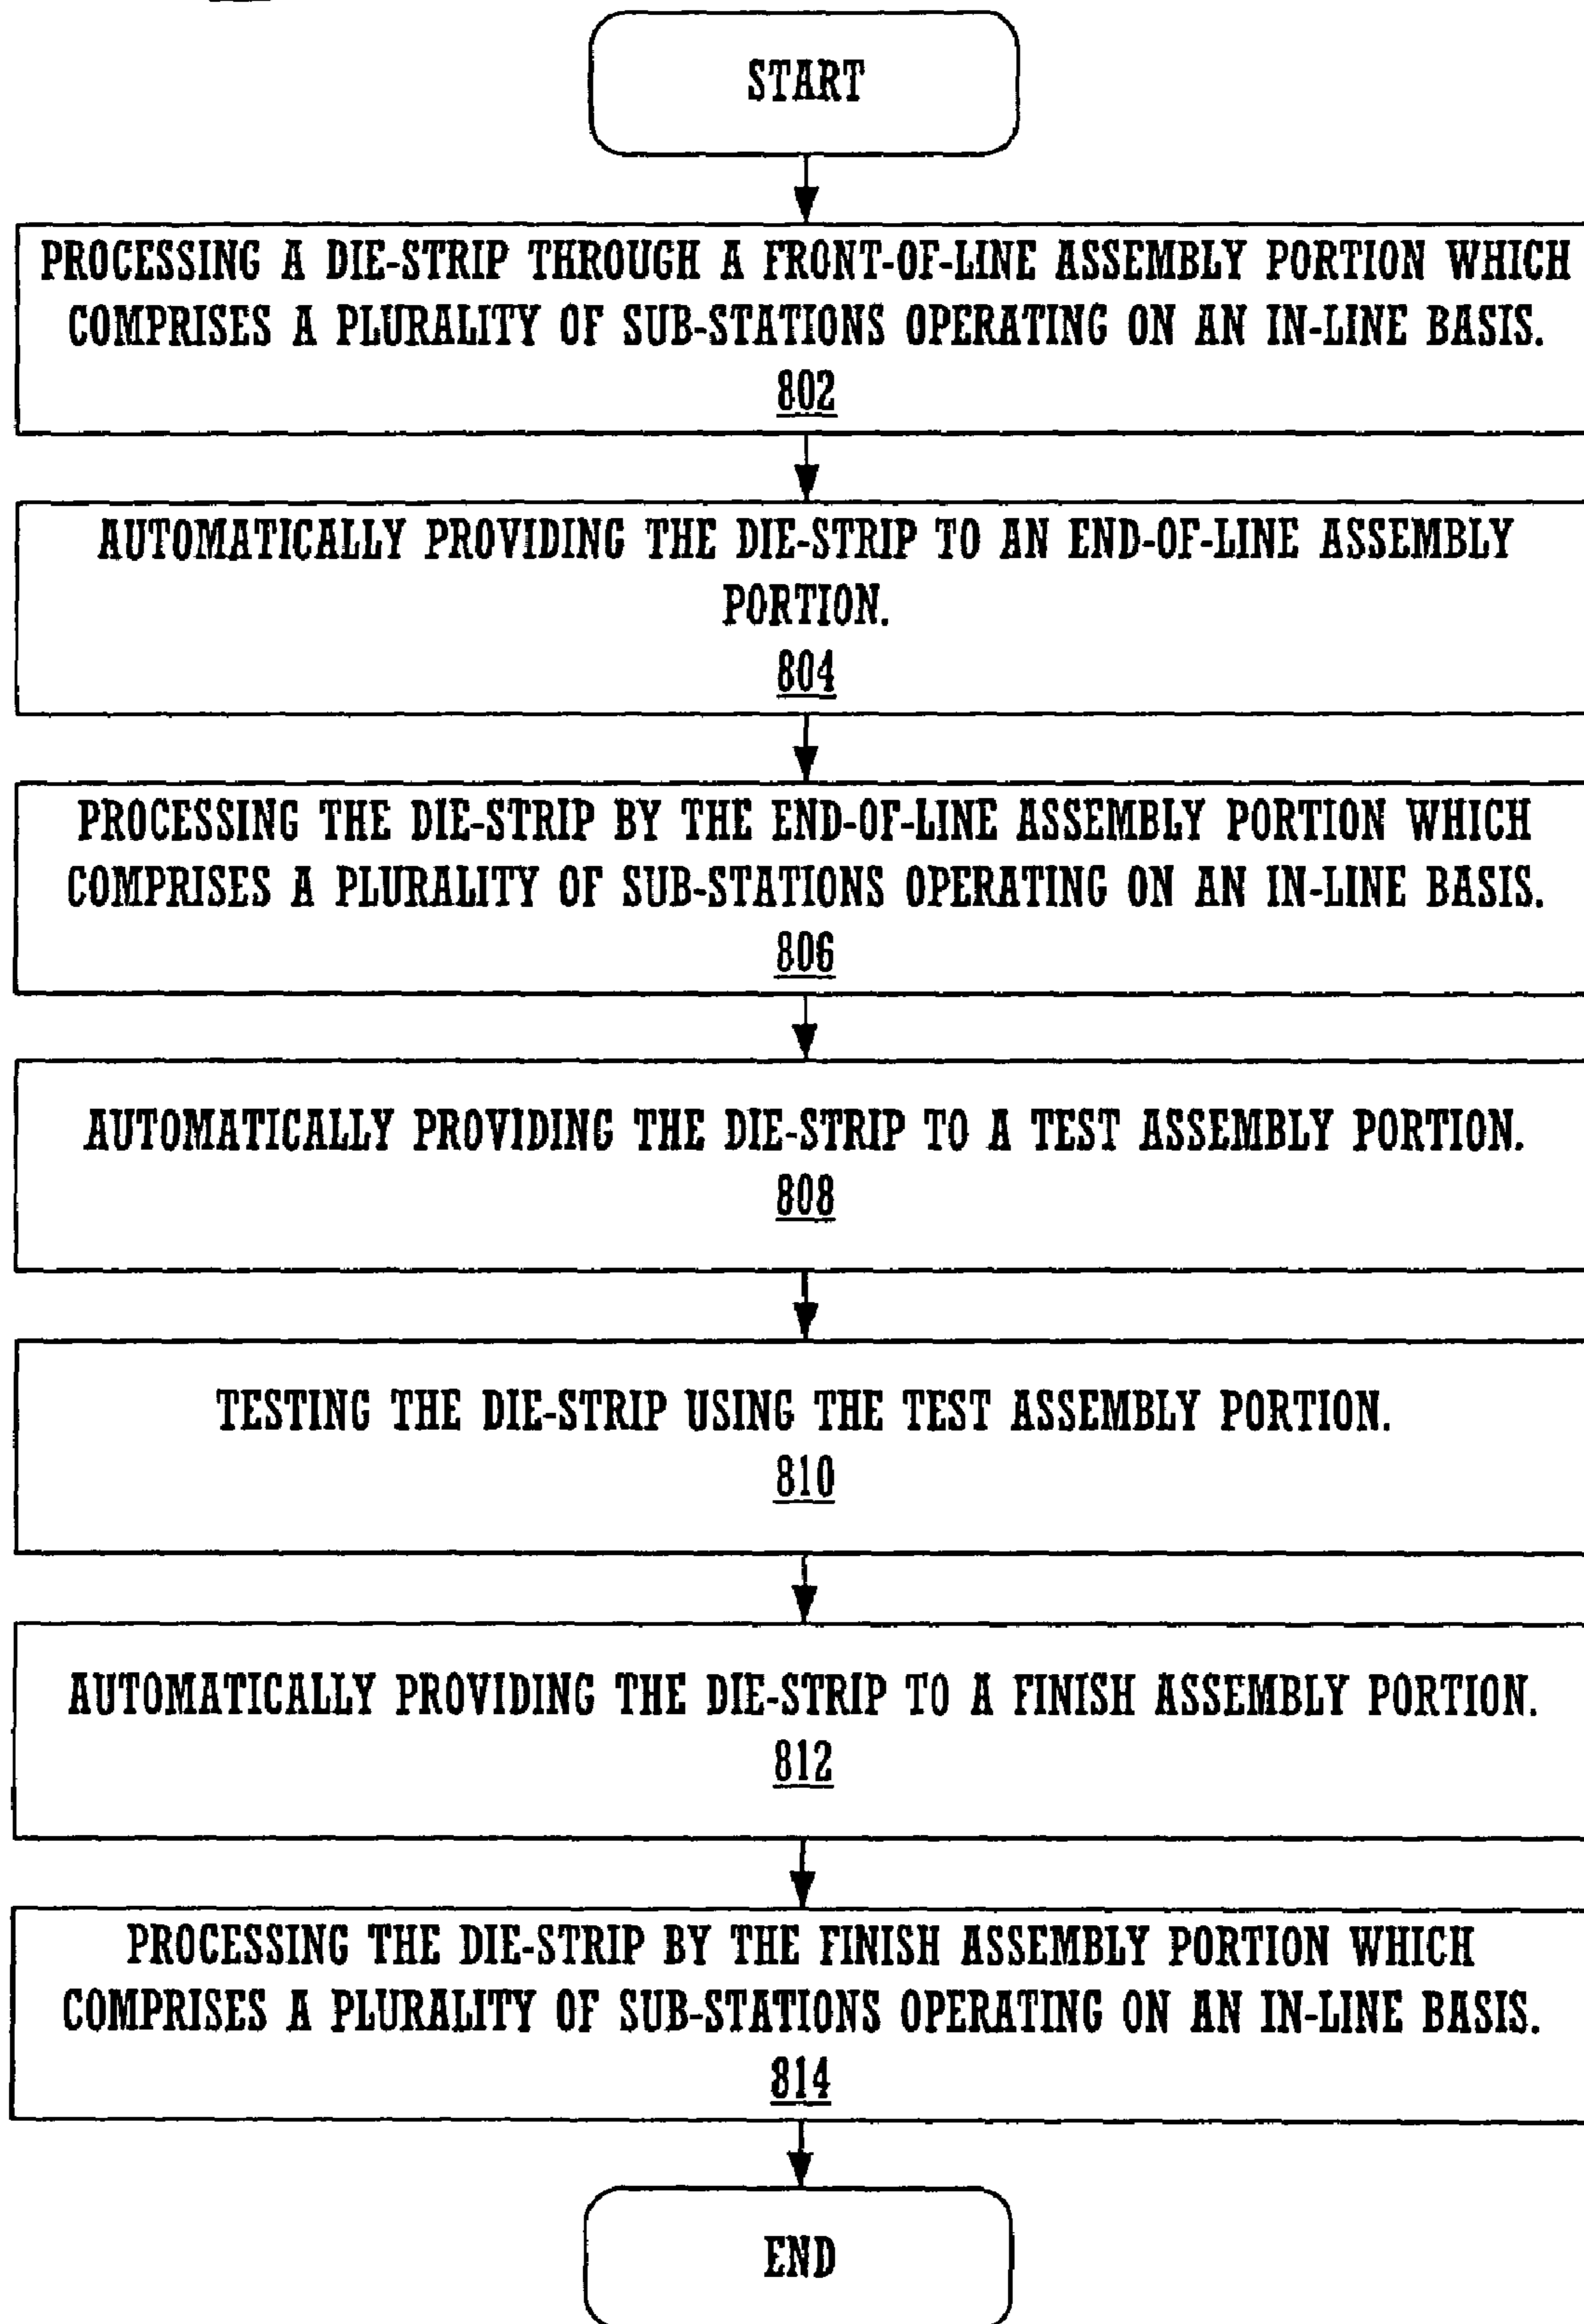 START
PROCESSING A DIE-STRIP THROUGH A FRONT-OF-LINE ASSEMBLY PORTION WHICH
COMPRISES A PLURALITY OF SUB-STATIONS OPERATING ON AN IN-LINE BASIS.
802
AUTOMATICALLY PROVIDING THE DIE-STRIP TO AN END-OF-LINE ASSEMBLY
PORTION.
804
PROCESSING THE DIE-STRIP BY THE END-OF-LINE ASSEMBLY PORTION WHICH
COMPRISES A PLURALITY OF SUB-STATIONS OPERATING ON AN IN-LINE BASIS.
806
AUTOMATICALLY PROVIDING THE DIE-STRIP TO A TEST ASSEMBLY PORTION.
808
TESTING THE DIE-STRIP USING THE TEST ASSEMBLY PORTION.
810
AUTOMATICALLY PROVIDING THE DIE-STRIP TO A FINISH ASSEMBLY PORTION.
812
PROCESSING THE DIE-STRIP BY THE FINISH ASSEMBLY PORTION WHICH
COMPRISES A PLURALITY OF SUB-STATIONS OPERATING ON AN IN-LINE BASIS.
814
END